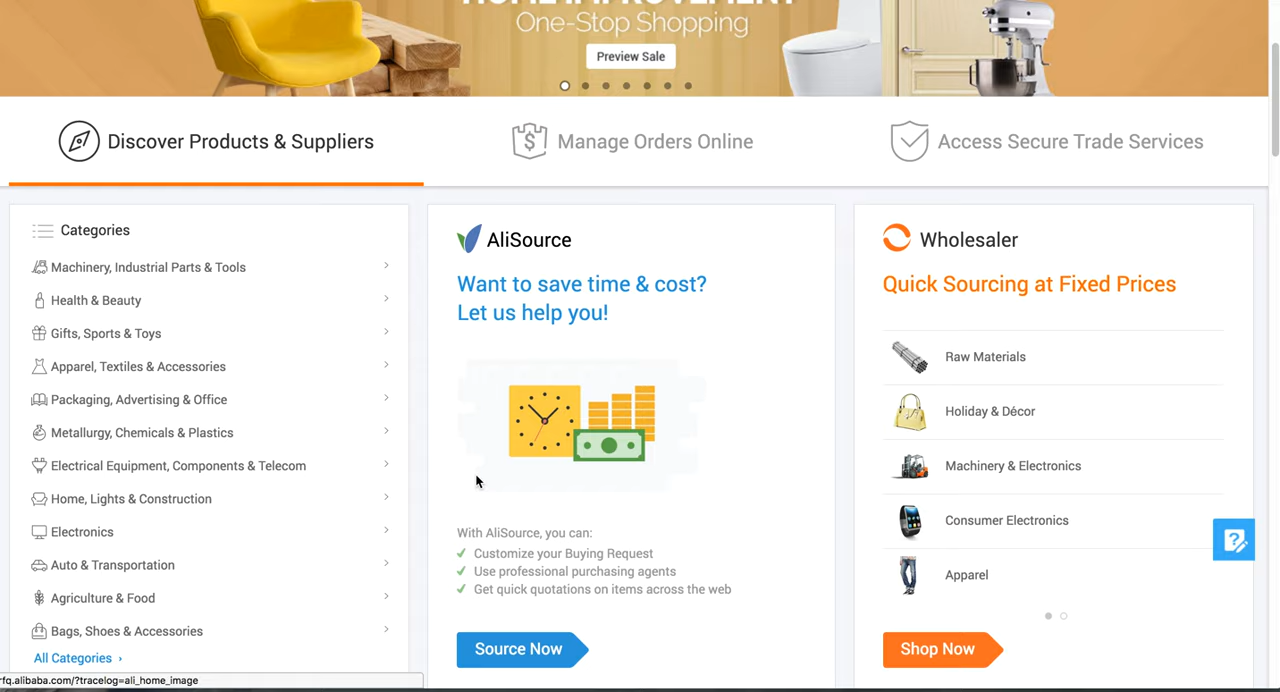 HOME IMPROVEMENT
One-Stop Shopping
Preview Sale
Discover Products & Suppliers
Manage Orders Online
Access Secure Trade Services
Categories
Machinery, Industrial Parts & Tools
Health & Beauty
Gifts, Sports & Toys
Apparel, Textiles & Accessories
Packaging, Advertising & Office
Metallurgy, Chemicals & Plastics
Electrical Equipment, Components & Telecom
Home, Lights & Construction
Electronics
Auto & Transportation
Agriculture & Food
Bags, Shoes & Accessories
All Categories ›
rfq.alibaba.com/?tracelog=ali_home_image
AliSource
Want to save time & cost?
Let us help you!
With AliSource, you can:
✓ Customize your Buying Request
✓ Use professional purchasing agents
✓ Get quick quotations on items across the web
Source Now
Wholesaler
Quick Sourcing at Fixed Prices
Raw Materials
Holiday & Décor
Machinery & Electronics
Consumer Electronics
Apparel
Shop Now